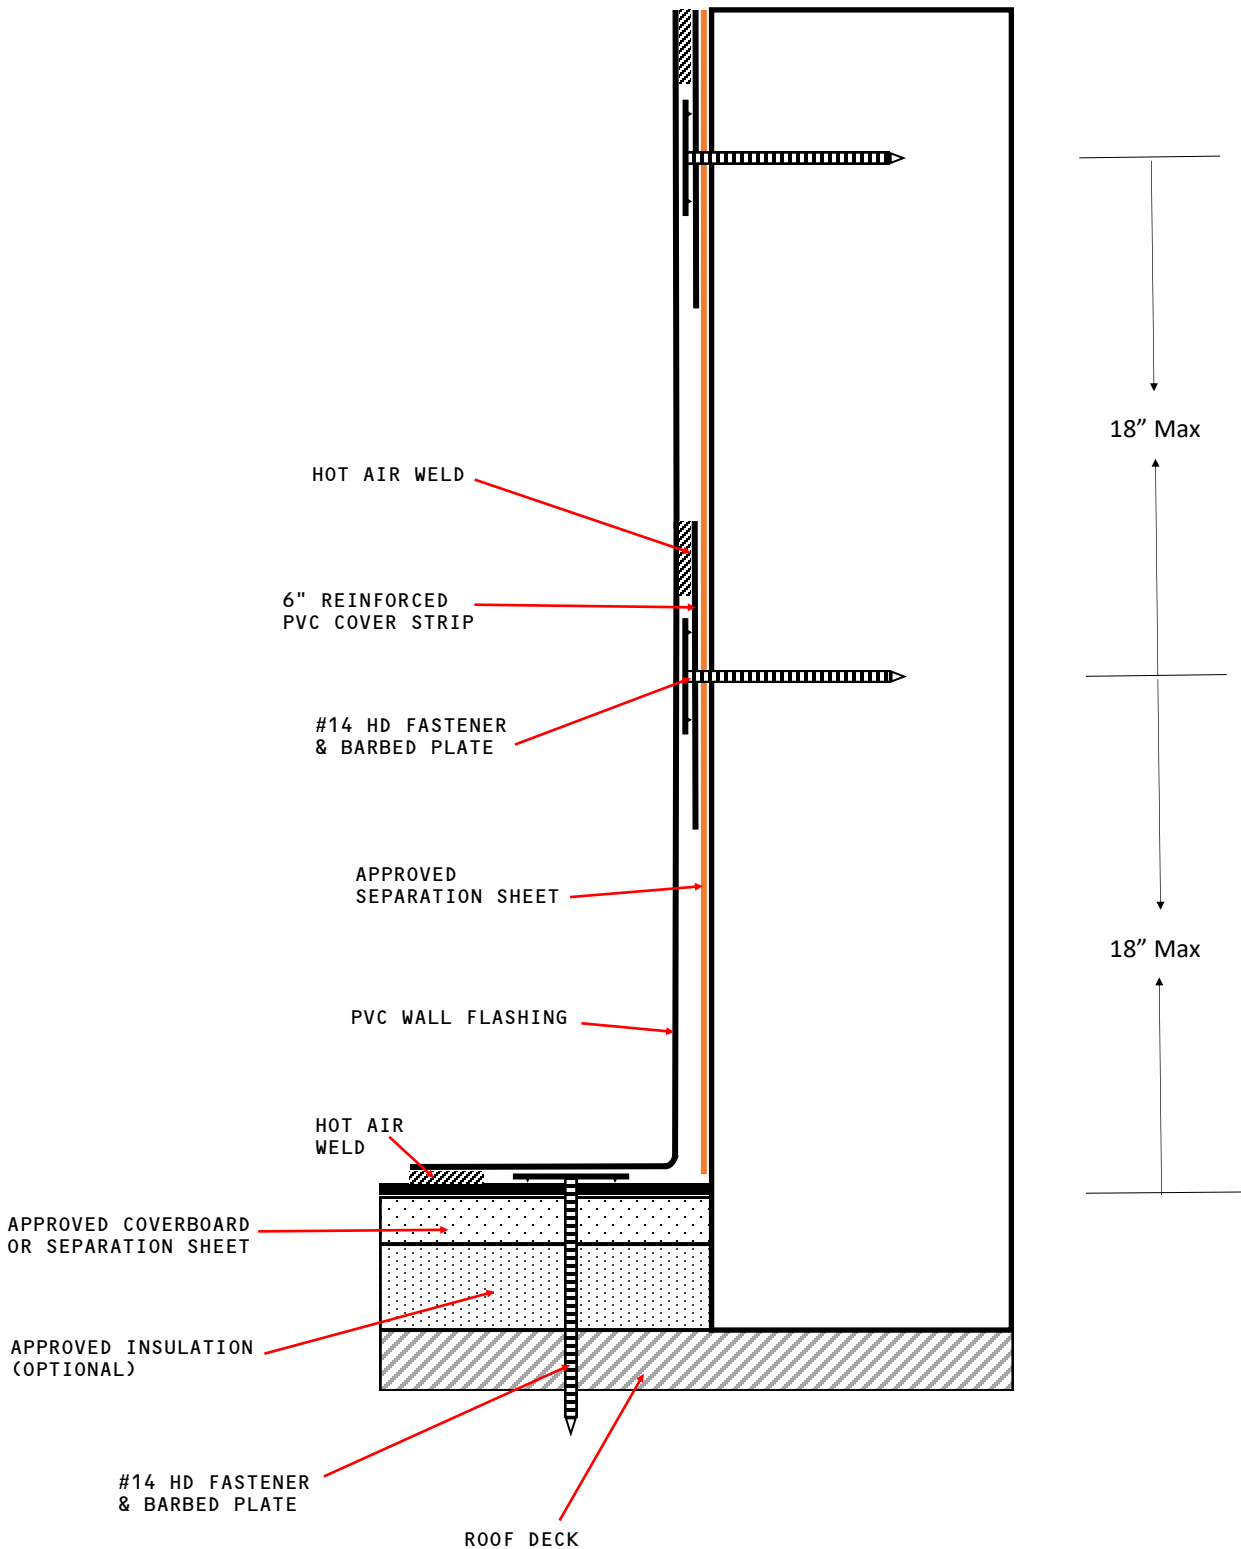 18” Max
HOT AIR WELD
6" REINFORCED
PVC COVER STRIP
#14 HD FASTENER
& BARBED PLATE
APPROVED
SEPARATION SHEET
18” Max
PVC WALL FLASHING
HOT AIR
WELD
APPROVED COVERBOARD
OR SEPARATION SHEET
APPROVED INSULATION
(OPTIONAL)
#14 HD FASTENER
& BARBED PLATE
ROOF DECK